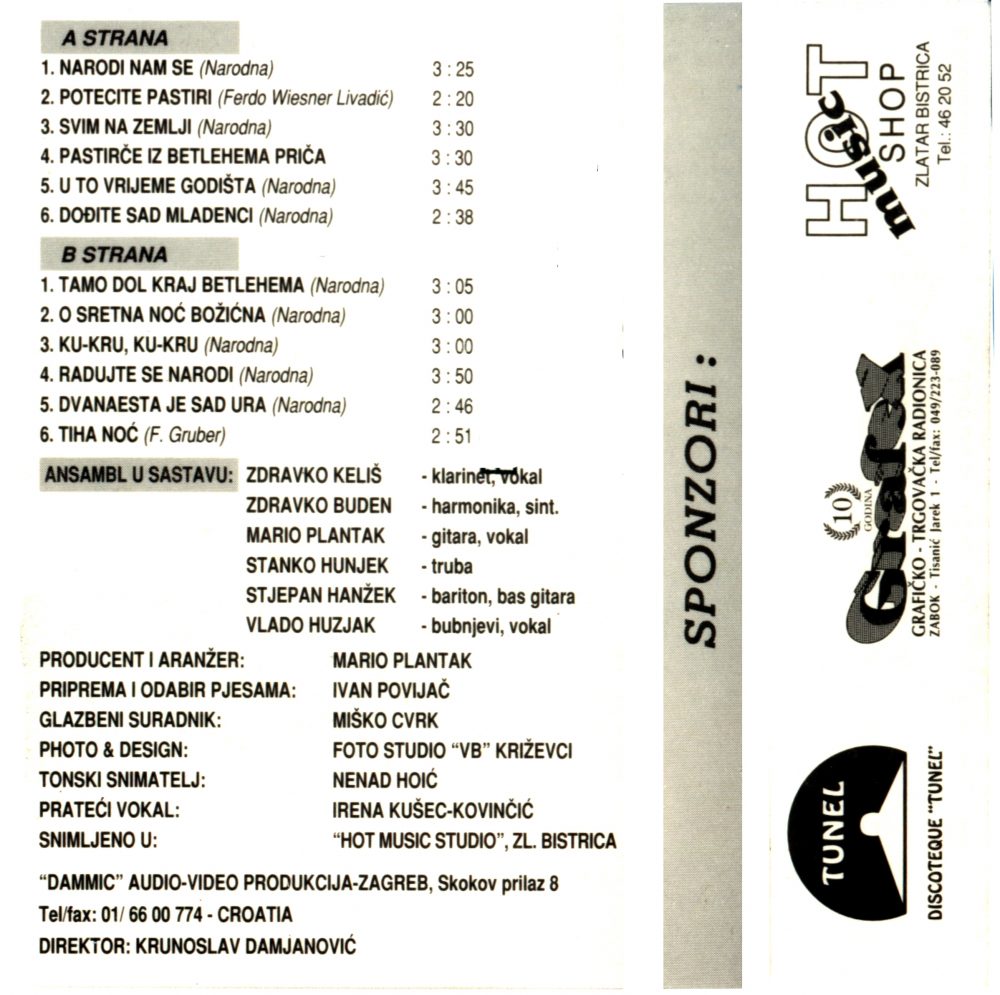 A STRANA
1. NARODI NAM SE (Narodna) 3 : 25
2. POTECITE PASTIRI (Ferdo Wiesner Livadić) 2 : 20
3. SVIM NA ZEMLJI (Narodna) 3 : 30
4. PASTIRČE IZ BETLEHEMA PRIČA 3 : 30
5. U TO VRIJEME GODIŠTA (Narodna) 3 : 45
6. DOĐITE SAD MLADENCI (Narodna) 2 : 38
B STRANA
1. TAMO DOL KRAJ BETLEHEMA (Narodna) 3 : 05
2. O SRETNA NOĆ BOŽIĆNA (Narodna) 3 : 00
3. KU-KRU, KU-KRU (Narodna) 3 : 00
4. RADUJTE SE NARODI (Narodna) 3 : 50
5. DVANAESTA JE SAD URA (Narodna) 2 : 46
6. TIHA NOĆ (F. Gruber) 2 : 51
ANSAMBL U SASTAVU: ZDRAVKO KELIŠ - klarinet, vokal
ZDRAVKO BUDEN - harmonika, sint.
MARIO PLANTAK - gitara, vokal
STANKO HUNJEK - truba
STJEPAN HANŽEK - bariton, bas gitara
VLADO HUZJAK - bubnjevi, vokal
PRODUCENT I ARANŽER: MARIO PLANTAK
PRIPREMA I ODABIR PJESAMA: IVAN POVIJAČ
GLAZBENI SURADNIK: MIŠKO CVRK
PHOTO & DESIGN: FOTO STUDIO “VB” KRIŽEVCI
TONSKI SNIMATELJ: NENAD HOIĆ
PRATEĆI VOKAL: IRENA KUŠEC-KOVINČIĆ
SNIMLJENO U: “HOT MUSIC STUDIO”, ZL. BISTRICA
“DAMMIC” AUDIO-VIDEO PRODUKCIJA-ZAGREB, Skokov prilaz 8
Tel/fax: 01/ 66 00 774 - CROATIA
DIREKTOR: KRUNOSLAV DAMJANOVIĆ
SPONZORI :
HOT
music
SHOP
ZLATAR BISTRICA
Tel.: 46 20 52
10
GODINA
Grafex
GRAFIČKO - TRGOVAČKA RADIONICA
ZABOK - Tisanić Jarek 1 - Tel/fax: 049/223-089
TUNEL
DISCOTEQUE “TUNEL”